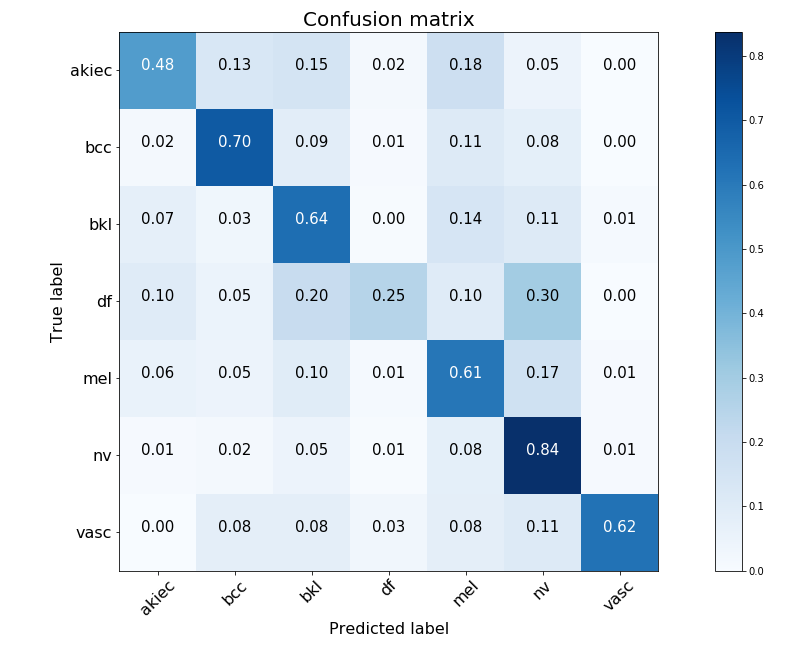 Confusion matrix
akiec 0.48 0.13 0.15 0.02 0.18 0.05 0.00
bcc 0.02 0.70 0.09 0.01 0.11 0.08 0.00
bkl 0.07 0.03 0.64 0.00 0.14 0.11 0.01
df 0.10 0.05 0.20 0.25 0.10 0.30 0.00
mel 0.06 0.05 0.10 0.01 0.61 0.17 0.01
nv 0.01 0.02 0.05 0.01 0.08 0.84 0.01
vasc 0.00 0.08 0.08 0.03 0.08 0.11 0.62
akiec bcc bkl df mel nv vasc
Predicted label
True label
0.8
0.7
0.6
0.5
0.4
0.3
0.2
0.1
0.0